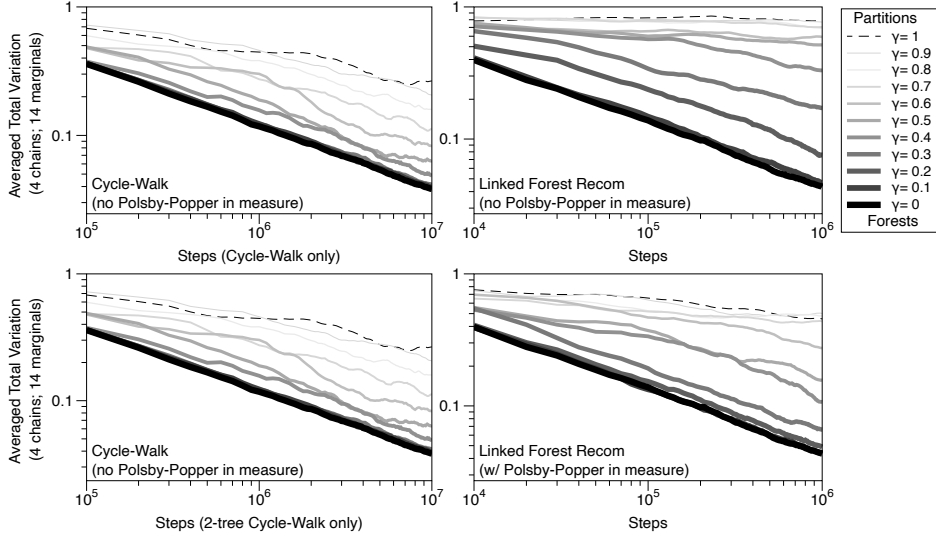 Averaged Total Variation
(4 chains; 14 marginals)
1
0.1
Cycle-Walk
(no Polsby-Popper in measure)
10^5
10^6
10^7
Steps (Cycle-Walk only)
1
0.1
Linked Forest Recom
(no Polsby-Popper in measure)
10^4
10^5
10^6
Steps
Partitions
γ= 1
γ= 0.9
γ= 0.8
γ= 0.7
γ= 0.6
γ= 0.5
γ= 0.4
γ= 0.3
γ= 0.2
γ= 0.1
γ= 0
Forests
Averaged Total Variation
(4 chains; 14 marginals)
1
0.1
Cycle-Walk
(no Polsby-Popper in measure)
10^5
10^6
10^7
Steps (2-tree Cycle-Walk only)
1
0.1
Linked Forest Recom
(w/ Polsby-Popper in measure)
10^4
10^5
10^6
Steps